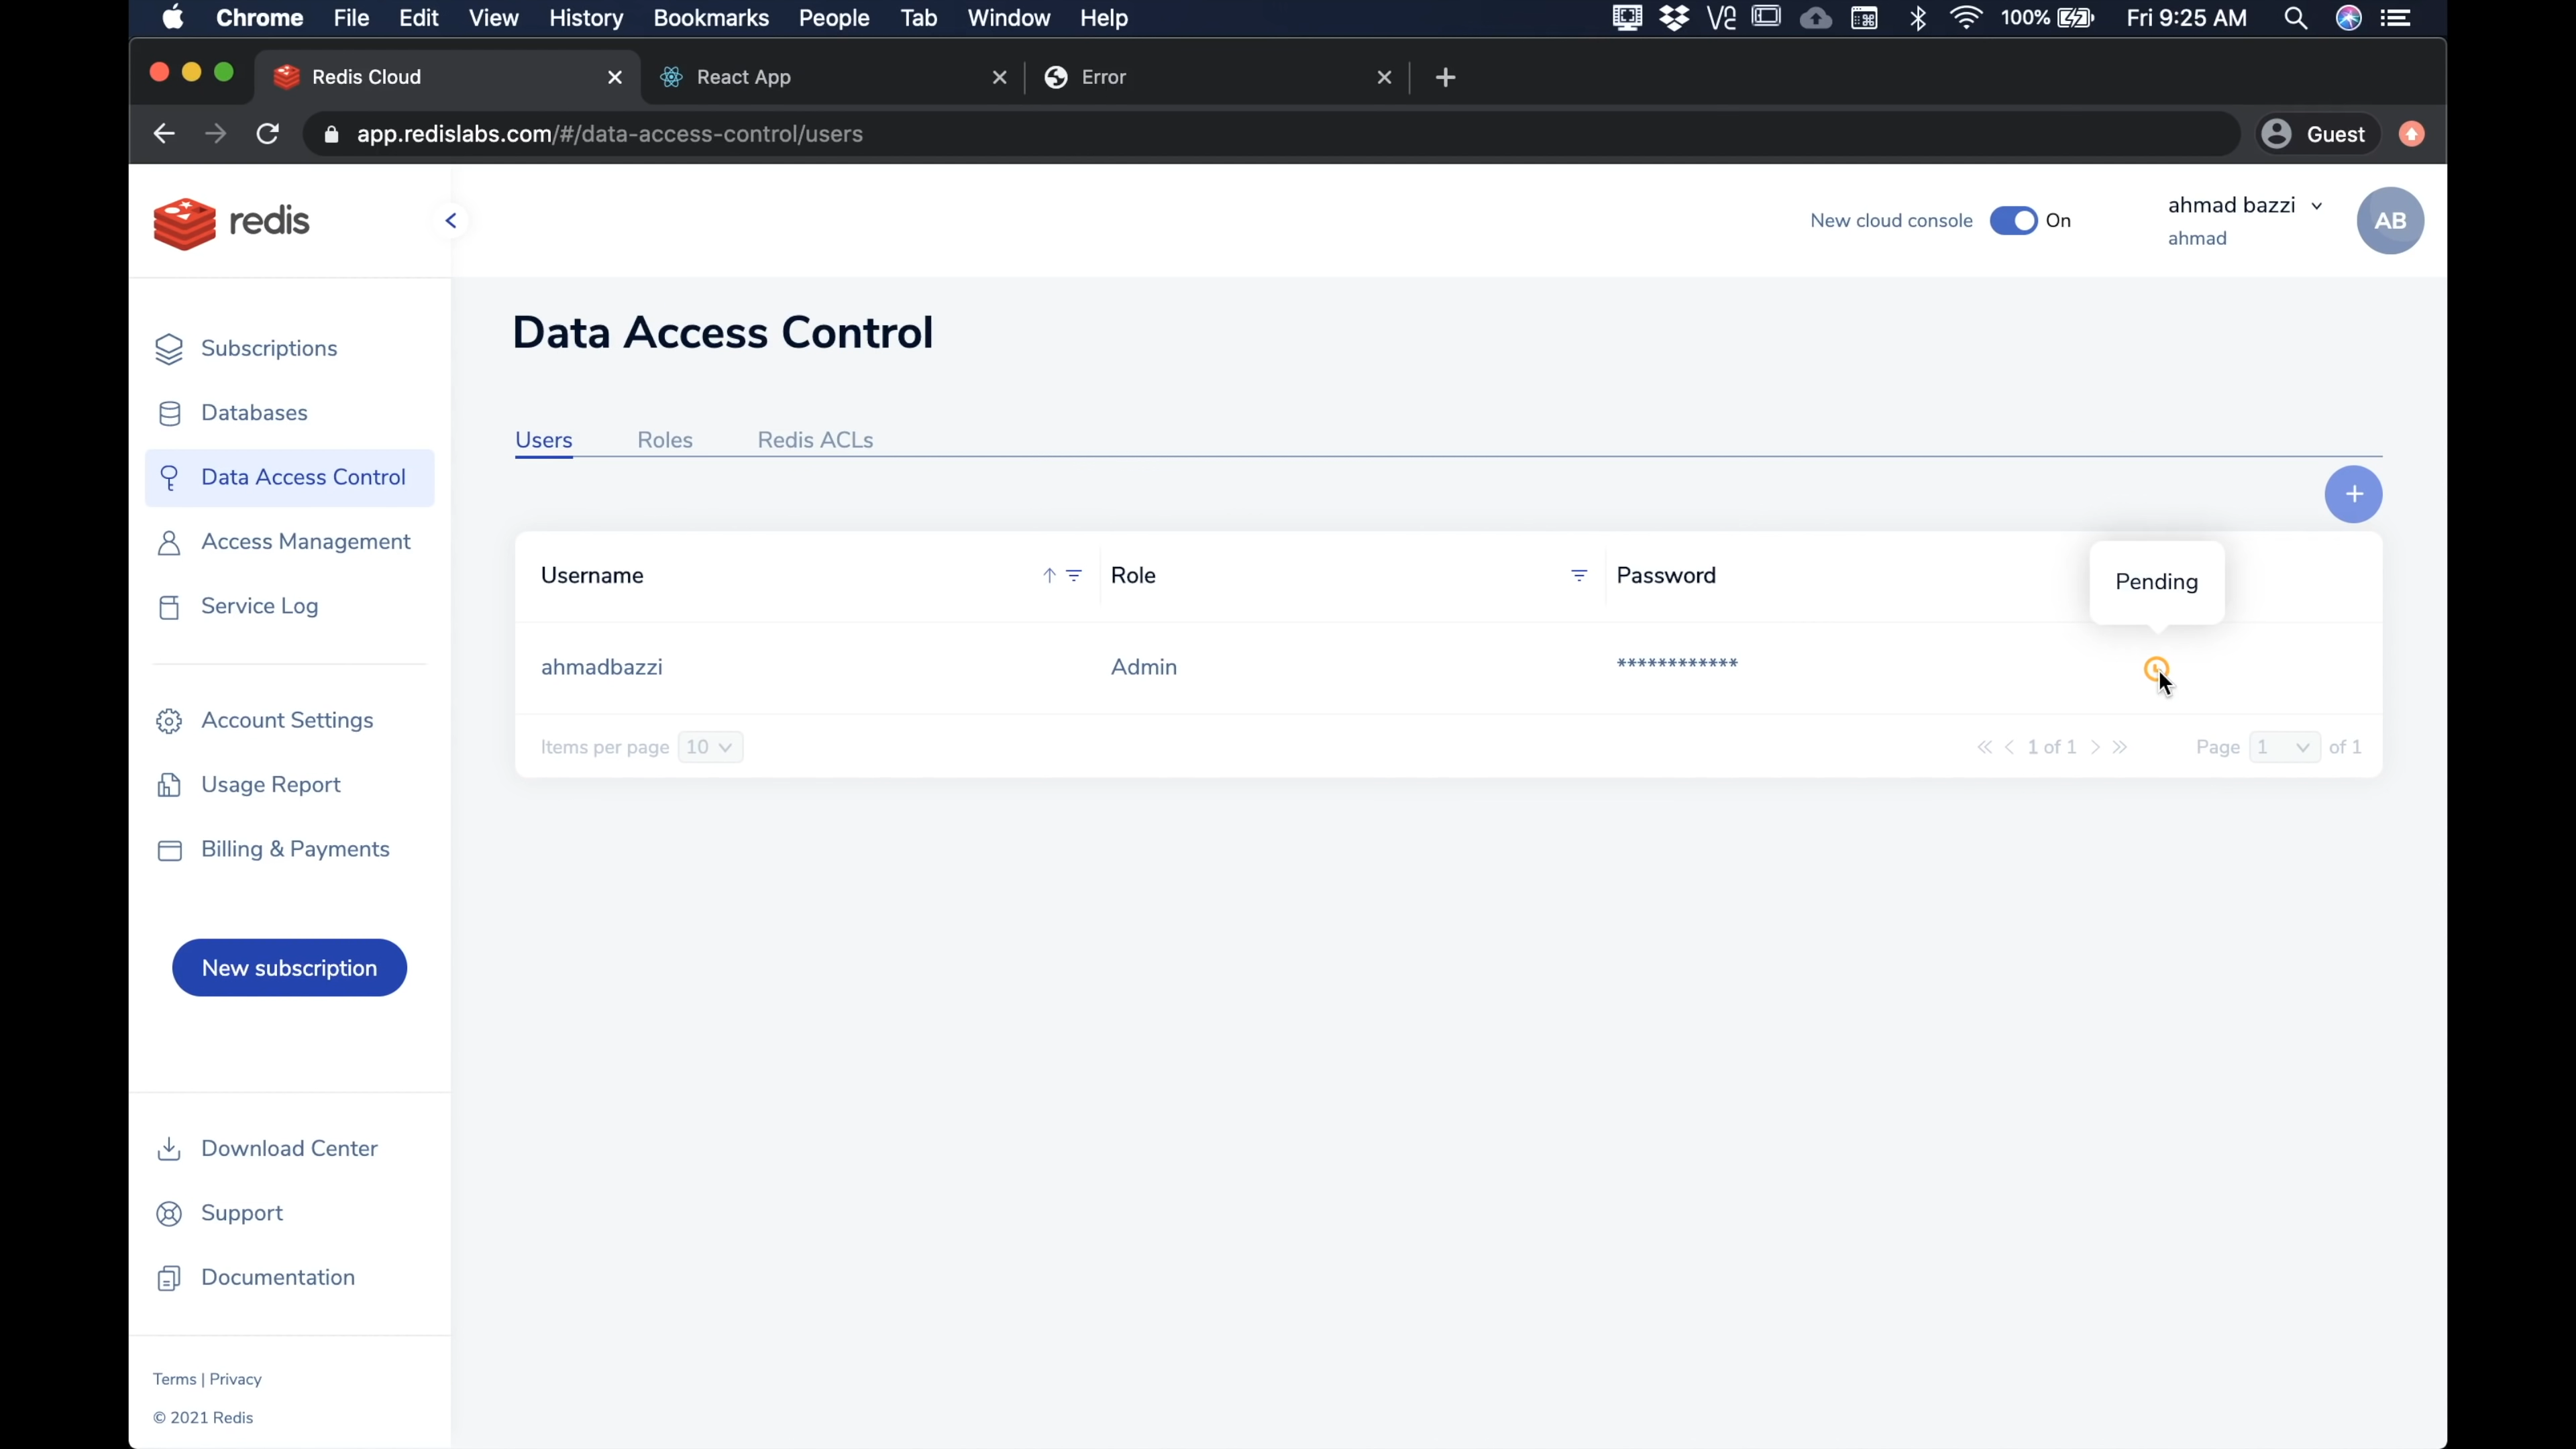 Chrome File Edit View History Bookmarks People Tab Window Help 100% Fri 9:25 AM
Redis Cloud React App Error
app.redislabs.com/#/data-access-control/users Guest
redis New cloud console On ahmad bazzi AB
ahmad
Data Access Control
Subscriptions
Databases
Data Access Control
Access Management
Service Log
Account Settings
Usage Report
Billing & Payments
New subscription
Download Center
Support
Documentation
Terms | Privacy
© 2021 Redis
Users Roles Redis ACLs
+
Username Role Password
Pending
ahmadbazzi Admin ************
Items per page 10 1 of 1 Page 1 of 1